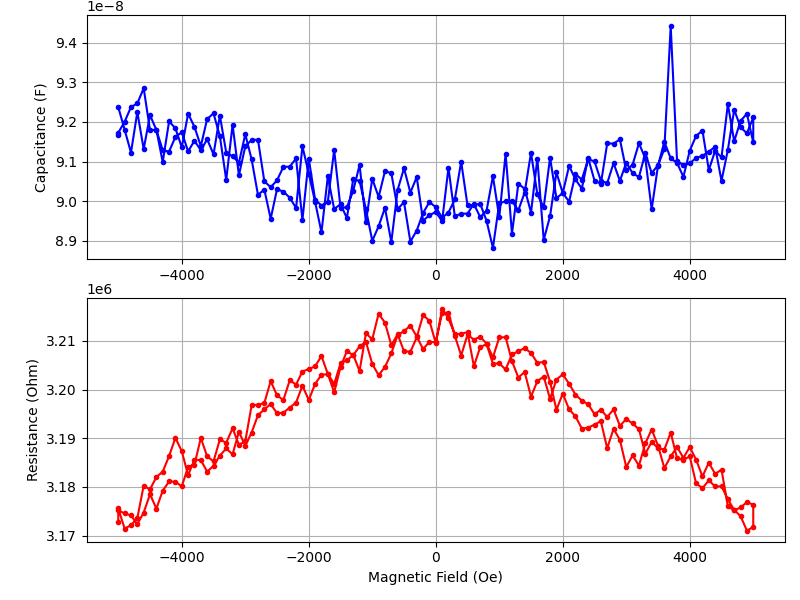 1e−8
9.4
9.3
9.2
9.1
9.0
8.9
Capacitance (F)
−4000 −2000 0 2000 4000
1e6
3.21
3.20
3.19
3.18
3.17
Resistance (Ohm)
−4000 −2000 0 2000 4000
Magnetic Field (Oe)